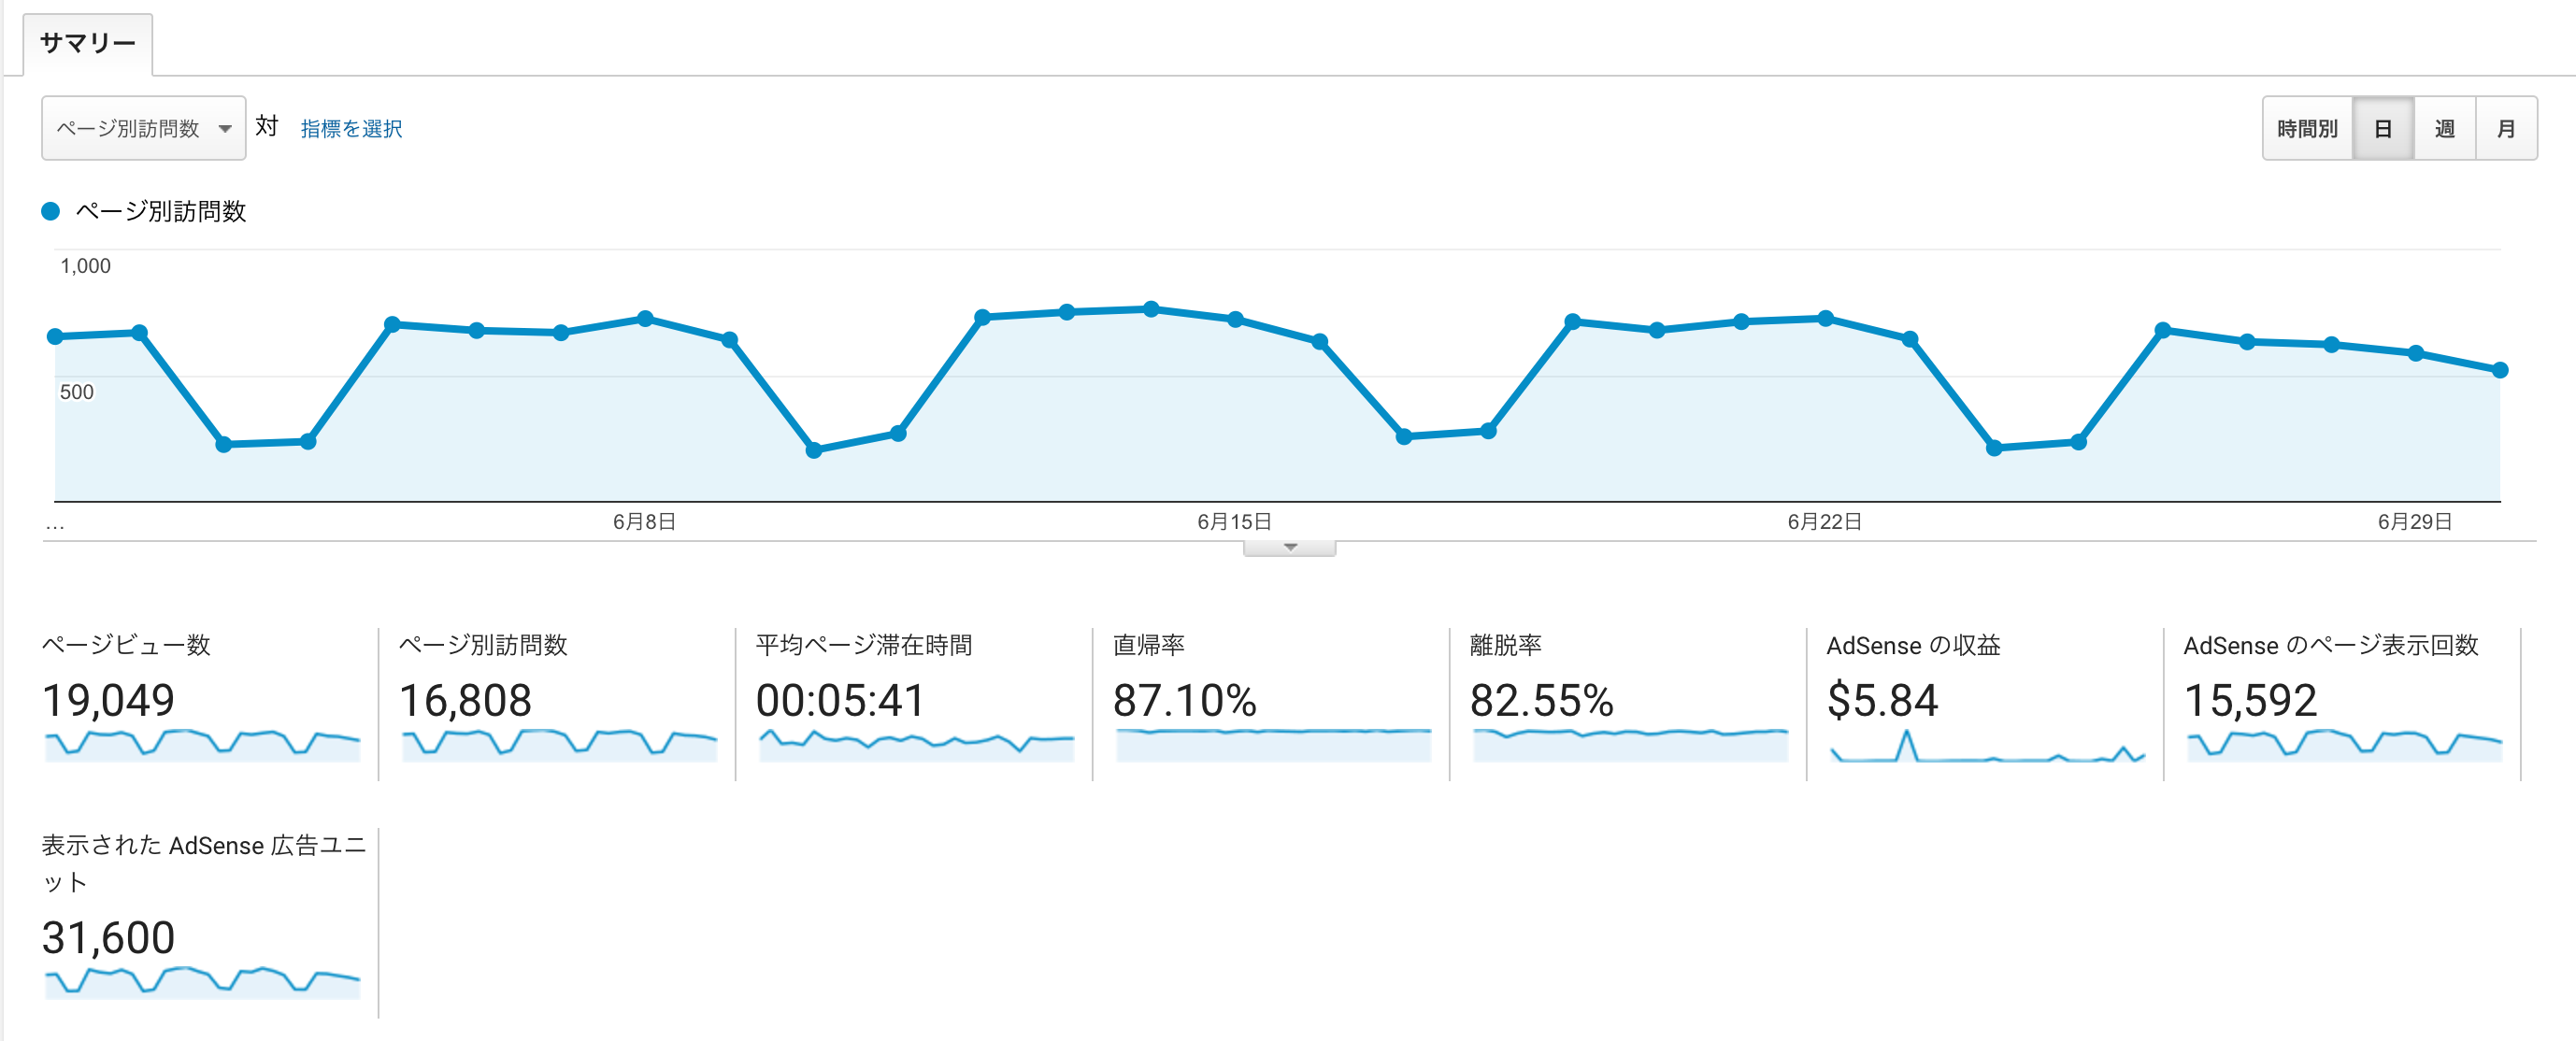 サマリー
ページ別訪問数 対 指標を選択
時間別 日 週 月
ページ別訪問数
1,000
500
... 6月8日 6月15日 6月22日 6月29日
ページビュー数
19,049
ページ別訪問数
16,808
平均ページ滞在時間
00:05:41
直帰率
87.10%
離脱率
82.55%
AdSense の収益
$5.84
AdSense のページ表示回数
15,592
表示された AdSense 広告ユニ
ット
31,600